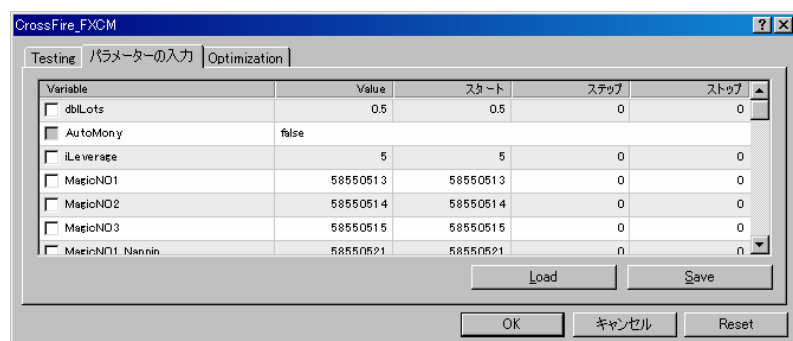 CrossFire_FXCM
Testing パラメーターの入力 Optimization
Variable Value スタート ステップ ストップ
dblLots 0.5 0.5 0 0
AutoMony false
iLeverage 5 5 0 0
MagicNO1 58550513 58550513 0 0
MagicNO2 58550514 58550514 0 0
MagicNO3 58550515 58550515 0 0
MagicNO1_Nanpin 58550521 58550521 0 0
Load Save
OK キャンセル Reset